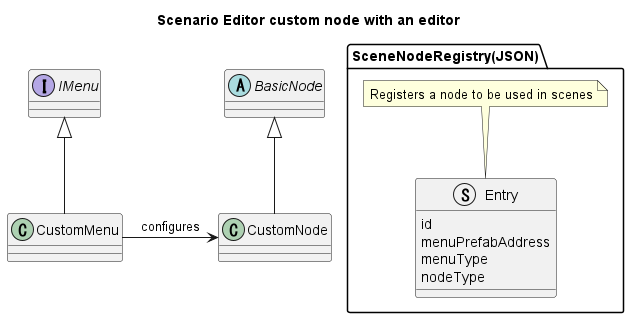 Scenario Editor custom node with an editor
SceneNodeRegistry(JSON)
I IMenu
A BasicNode
Registers a node to be used in scenes
S Entry
id
menuPrefabAddress
menuType
nodeType
C CustomMenu
configures
C CustomNode